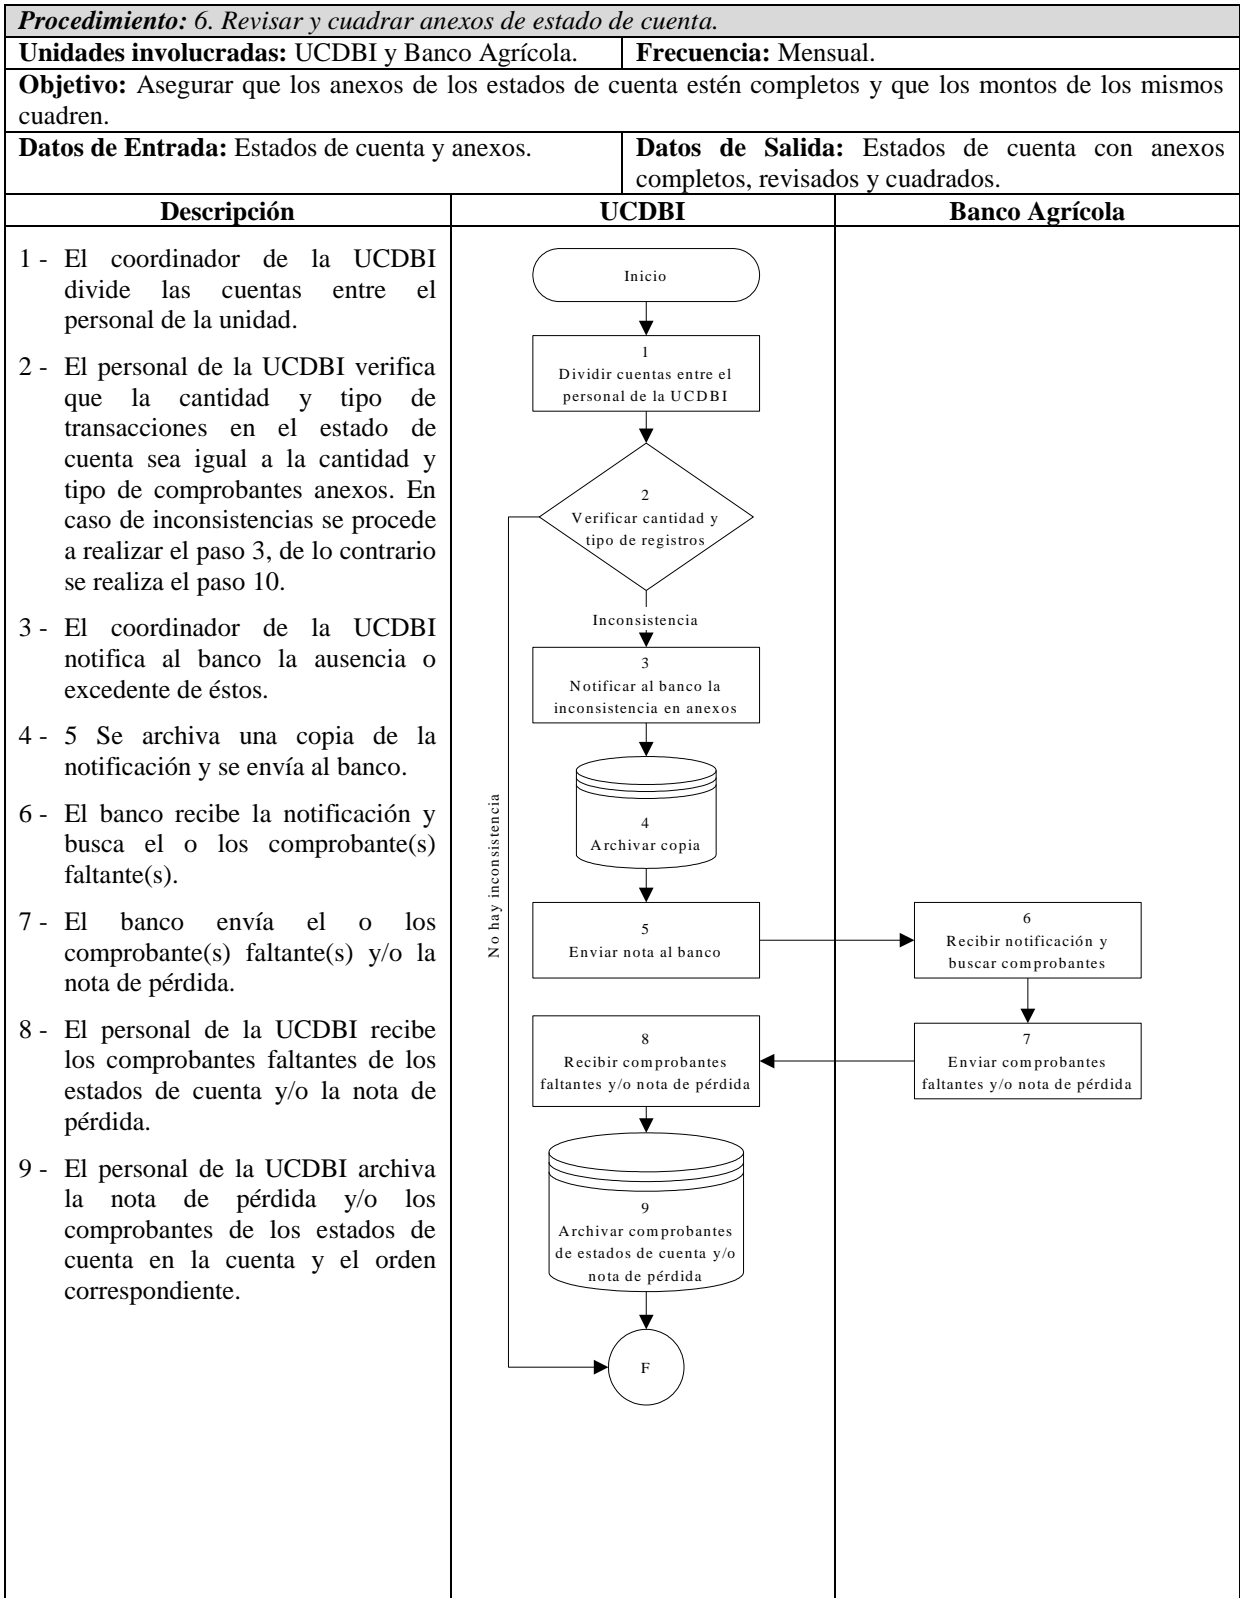 Procedimiento: 6. Revisar y cuadrar anexos de estado de cuenta.
Unidades involucradas: UCDBI y Banco Agrícola.
Frecuencia: Mensual.
Objetivo: Asegurar que los anexos de los estados de cuenta estén completos y que los montos de los mismos
cuadren.
Datos de Entrada: Estados de cuenta y anexos.
Datos de Salida: Estados de cuenta con anexos
completos, revisados y cuadrados.
Descripción
UCDBI
Banco Agrícola
1 - El coordinador de la UCDBI
divide las cuentas entre el
personal de la unidad.
2 - El personal de la UCDBI verifica
que la cantidad y tipo de
transacciones en el estado de
cuenta sea igual a la cantidad y
tipo de comprobantes anexos. En
caso de inconsistencias se procede
a realizar el paso 3, de lo contrario
se realiza el paso 10.
3 - El coordinador de la UCDBI
notifica al banco la ausencia o
excedente de éstos.
4 - 5 Se archiva una copia de la
notificación y se envía al banco.
6 - El banco recibe la notificación y
busca el o los comprobante(s)
faltante(s).
7 - El banco envía el o los
comprobante(s) faltante(s) y/o la
nota de pérdida.
8 - El personal de la UCDBI recibe
los comprobantes faltantes de los
estados de cuenta y/o la nota de
pérdida.
9 - El personal de la UCDBI archiva
la nota de pérdida y/o los
comprobantes de los estados de
cuenta en la cuenta y el orden
correspondiente.
Inicio
1
Dividir cuentas entre el
personal de la UCDBI
2
Verificar cantidad y
tipo de registros
Inconsistencia
No hay inconsistencia
3
Notificar al banco la
inconsistencia en anexos
4
Archivar copia
5
Enviar nota al banco
6
Recibir notificación y
buscar comprobantes
7
Enviar comprobantes
faltantes y/o nota de pérdida
8
Recibir comprobantes
faltantes y/o nota de pérdida
9
Archivar comprobantes
de estados de cuenta y/o
nota de pérdida
F